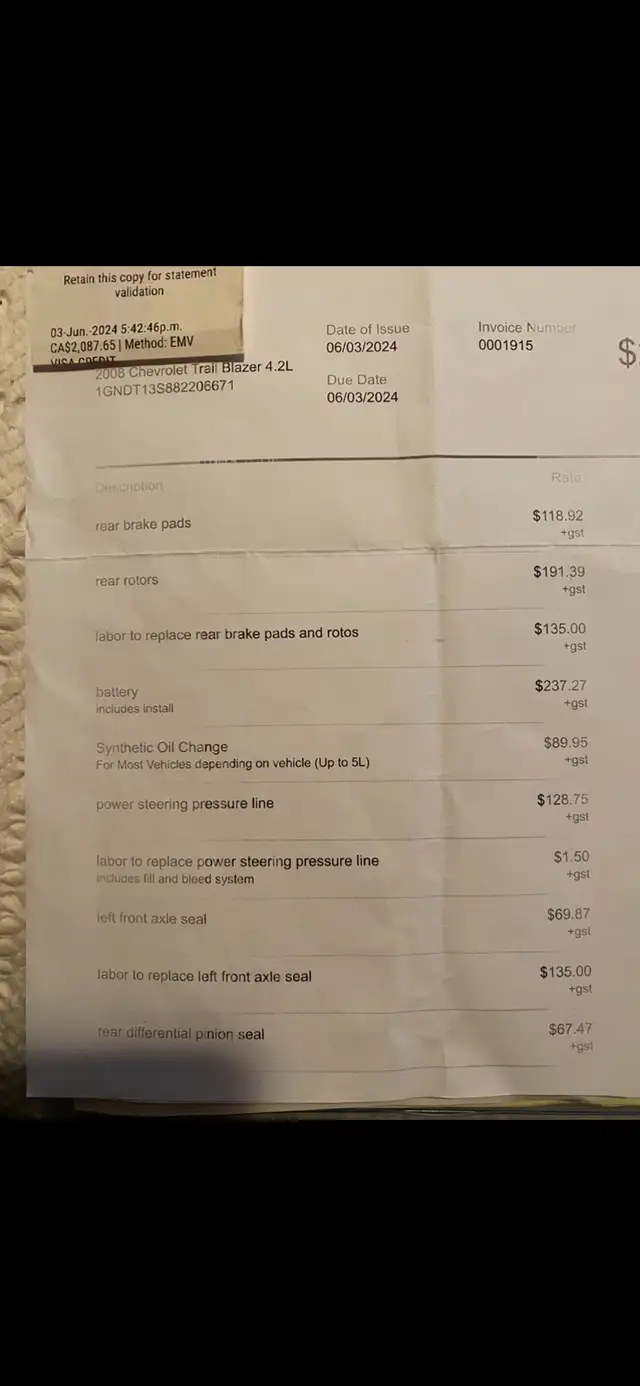 Retain this copy for statement
validation
03-Jun.-2024 5:42:46p.m.
CA$2,087.65 | Method: EMV
VISA CREDIT
2008 Chevrolet Trail Blazer 4.2L
1GNDT13S882206671
Date of Issue
06/03/2024
Due Date
06/03/2024
Invoice Number
0001915
$
Description Rate
rear brake pads $118.92
+gst
rear rotors $191.39
+gst
labor to replace rear brake pads and rotos $135.00
+gst
battery $237.27
includes install +gst
Synthetic Oil Change $89.95
For Most Vehicles depending on vehicle (Up to 5L) +gst
power steering pressure line $128.75
+gst
labor to replace power steering pressure line $1.50
includes fill and bleed system +gst
left front axle seal $69.87
+gst
labor to replace left front axle seal $135.00
+gst
rear differential pinion seal $67.47
+gst